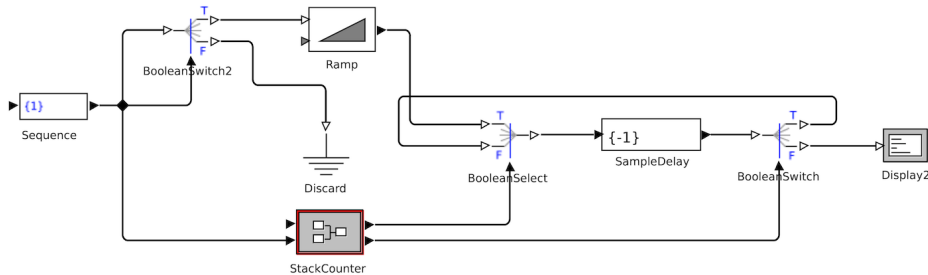 T
F
BooleanSwitch2
Ramp
{1}
Sequence
Discard
T
F
BooleanSelect
{-1}
SampleDelay
T
F
BooleanSwitch
Display2
StackCounter